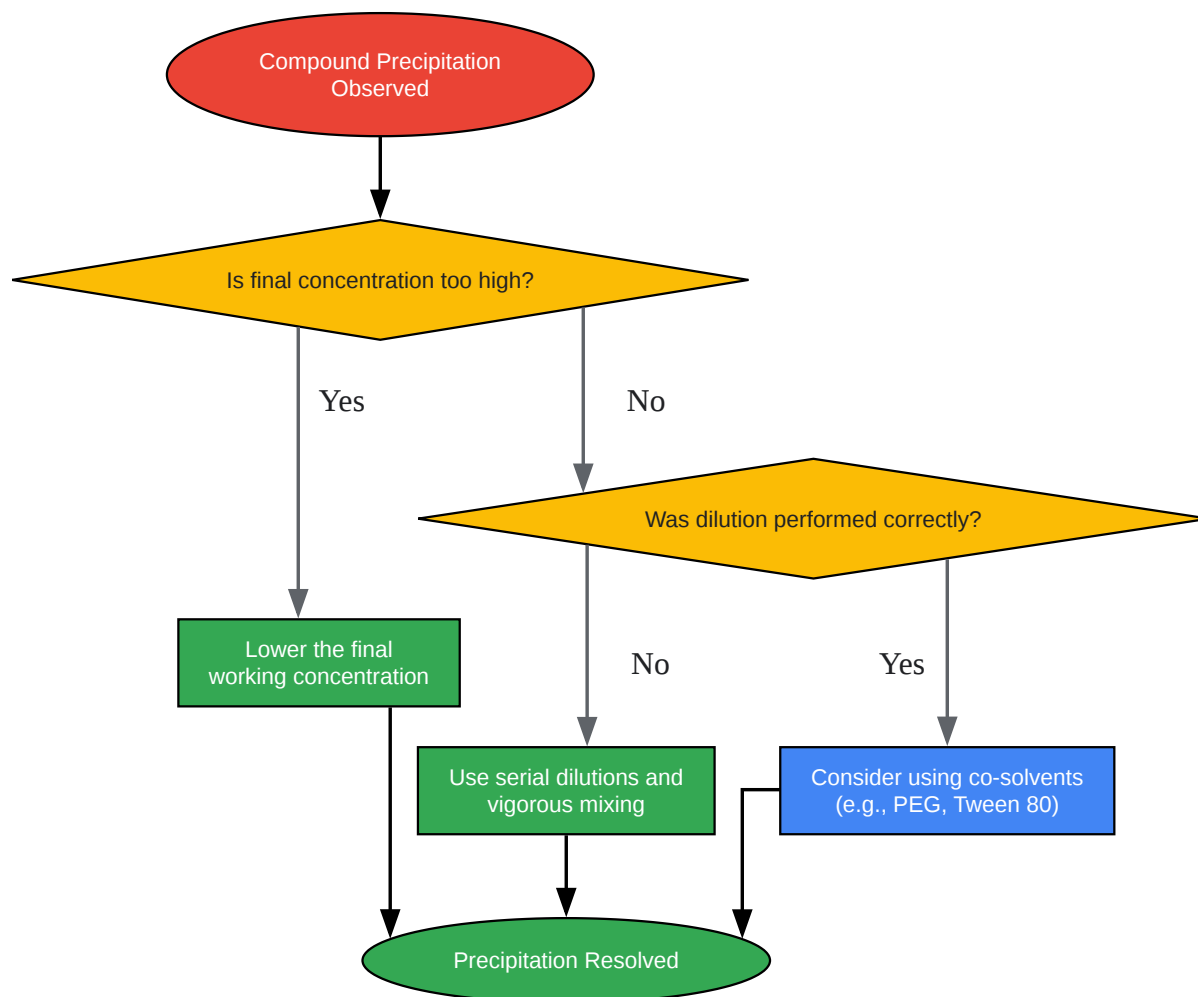 Compound Precipitation
Observed
Is final concentration too high?
Yes
No
Was dilution performed correctly?
Lower the final
working concentration
No
Yes
Use serial dilutions and
vigorous mixing
Consider using co-solvents
(e.g., PEG, Tween 80)
Precipitation Resolved